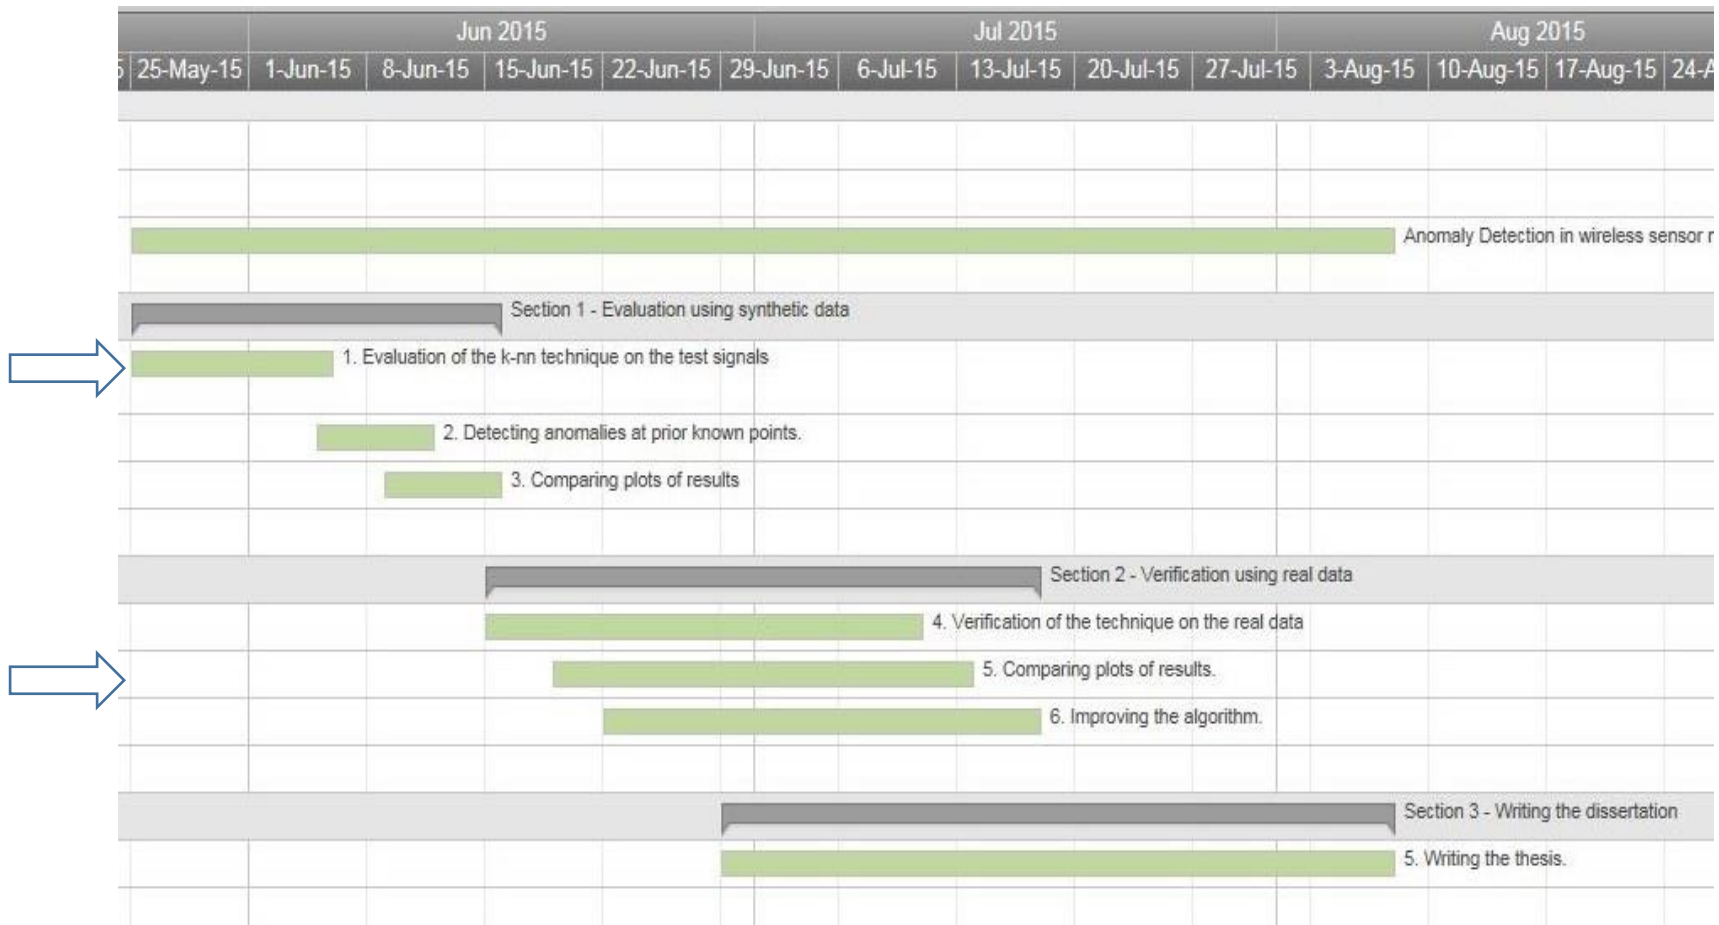 Jun 2015 Jul 2015 Aug 2015
5 25-May-15 1-Jun-15 8-Jun-15 15-Jun-15 22-Jun-15 29-Jun-15 6-Jul-15 13-Jul-15 20-Jul-15 27-Jul-15 3-Aug-15 10-Aug-15 17-Aug-15 24-A
Anomaly Detection in wireless sensor
Section 1 - Evaluation using synthetic data
1. Evaluation of the k-nn technique on the test signals
2. Detecting anomalies at prior known points.
3. Comparing plots of results
Section 2 - Verification using real data
4. Verification of the technique on the real data
5. Comparing plots of results.
6. Improving the algorithm.
Section 3 - Writing the dissertation
5. Writing the thesis.